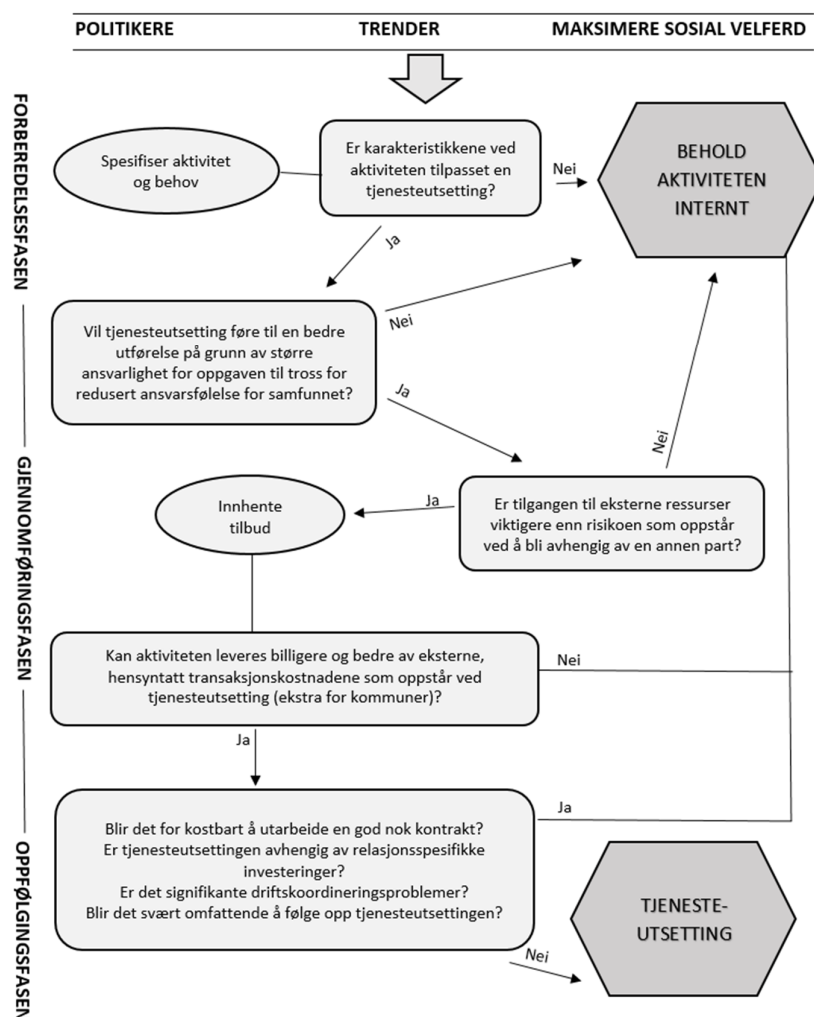 POLITIKERE TRENDER MAKSIMERE SOSIAL VELFERD
FORBEREDELSESFASEN
Spesifiser aktivitet
og behov
Er karakteristikkene ved
aktiviteten tilpasset en
tjenesteutsetting?
Nei
BEHOLD
AKTIVITETEN
INTERNT
Ja
Vil tjenesteutsetting føre til en bedre
utførelse på grunn av større
ansvarlighet for oppgaven til tross for
redusert ansvarsfølelse for samfunnet?
Nei
Ja
GJENNOMFØRINGSFASEN
Er tilgangen til eksterne ressurser
viktigere enn risikoen som oppstår
ved å bli avhengig av en annen part?
Nei
Ja
Innhente
tilbud
Kan aktiviteten leveres billigere og bedre av eksterne,
hensyntatt transaksjonskostnadene som oppstår ved
tjenesteutsetting (ekstra for kommuner)?
Nei
Ja
OPPFØLGINGSFASEN
Blir det for kostbart å utarbeide en god nok kontrakt?
Er tjenesteutsettingen avhengig av relasjonsspesifikke
investeringer?
Er det signifikante driftskoordineringsproblemer?
Blir det svært omfattende å følge opp tjenesteutsettingen?
Ja
Nei
TJENESTE-
UTSETTING